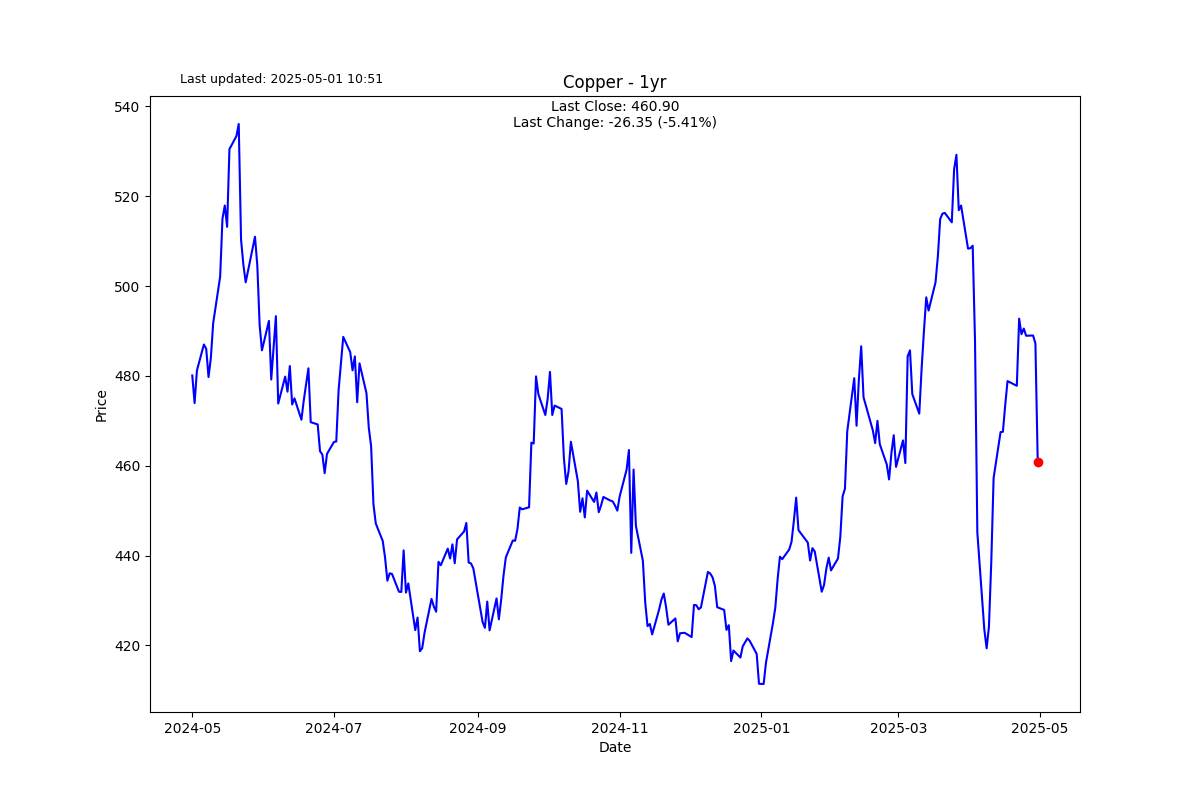 Last updated: 2025-05-01 10:51
Copper - 1yr
Last Close: 460.90
Last Change: -26.35 (-5.41%)
540
520
500
480
460
440
420
Price
2024-05
2024-07
2024-09
2024-11
2025-01
2025-03
2025-05
Date